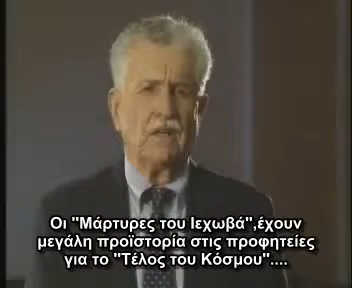 Οι "Μάρτυρες του Ιεχωβά",έχουν
μεγάλη προϊστορία στις προφητείες
για το "Τέλος του Κόσμου"....